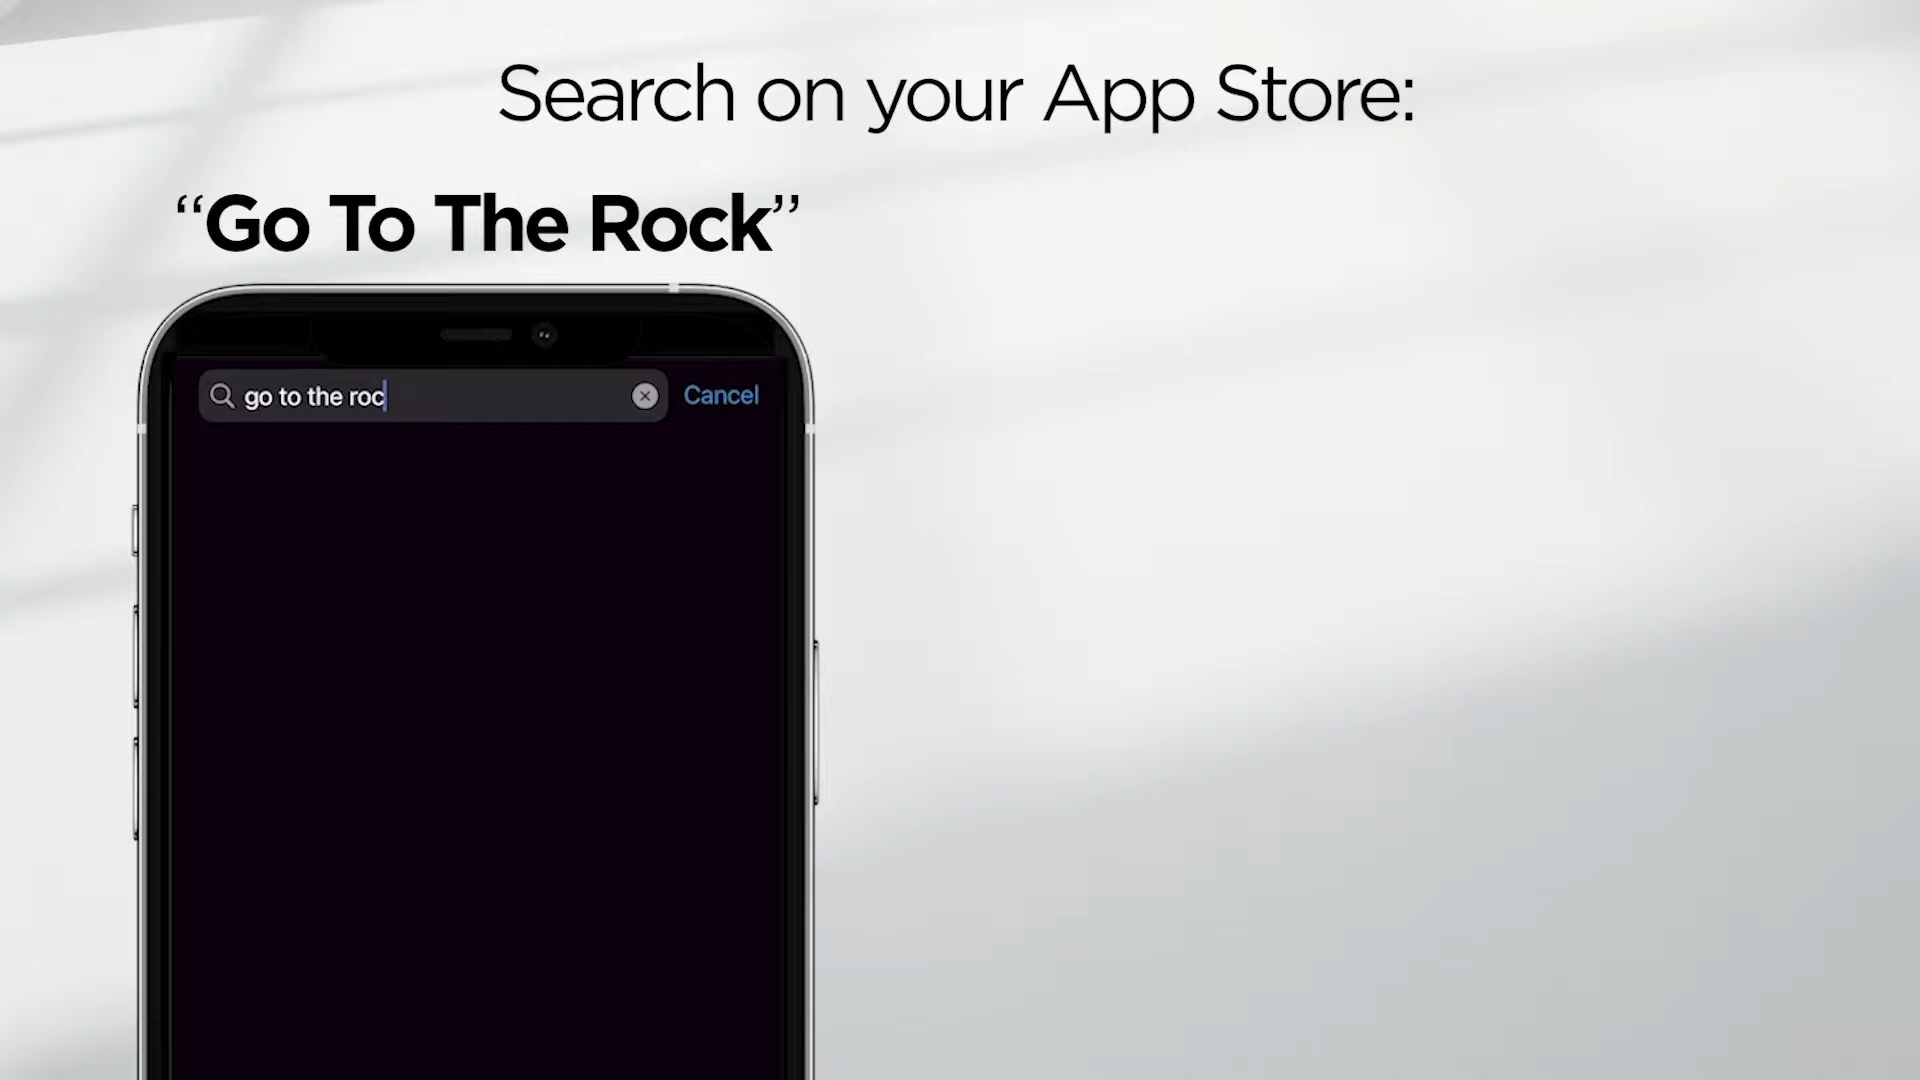 Search on your App Store:
“Go To The Rock”
go to the roc
Cancel